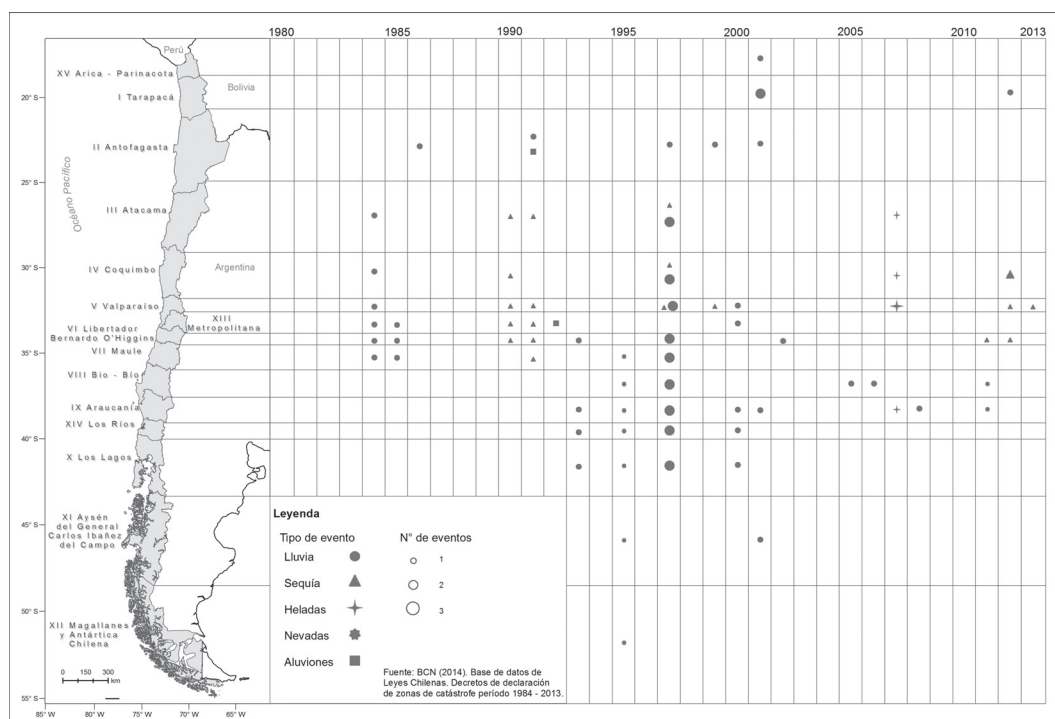 1980 1985 1990 1995 2000 2005 2010 2013
Perú
XV Arica - Parinacota
Bolivia
20° S
I Tarapacá
II Antofagasta
Océano Pacífico
25° S
III Atacama
30° S
IV Coquimbo
Argentina
V Valparaíso
XIII
Metropolitana
VI Libertador
Bernardo O'Higgins
35° S
VII Maule
VIII Bio - Bío
IX Araucanía
XIV Los Ríos
40° S
X Los Lagos
45° S
XI Aysén
del General
Carlos Ibañez
del Campo
50° S
XII Magallanes
y Antártica
Chilena
0 150 300
km
55° S
85° W 80° W 75° W 70° W 65° W
Leyenda
Tipo de evento
Lluvia
Sequía
Heladas
Nevadas
Aluviones
N° de eventos
1
2
3
Fuente: BCN (2014). Base de datos de
Leyes Chilenas. Decretos de declaración
de zonas de catástrofe período 1984 - 2013.